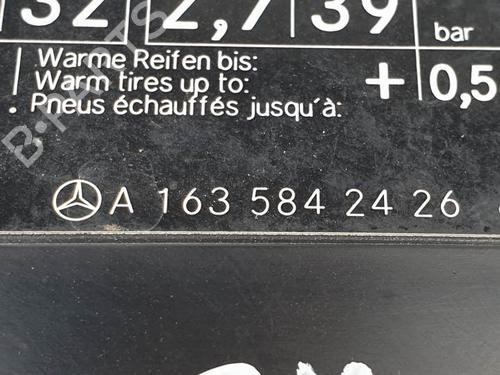 32 2,7 39 bar
Warme Reifen bis:
Warm tires up to: + 0,5
Pneus échauffés jusqu'à:
A 163 584 24 26